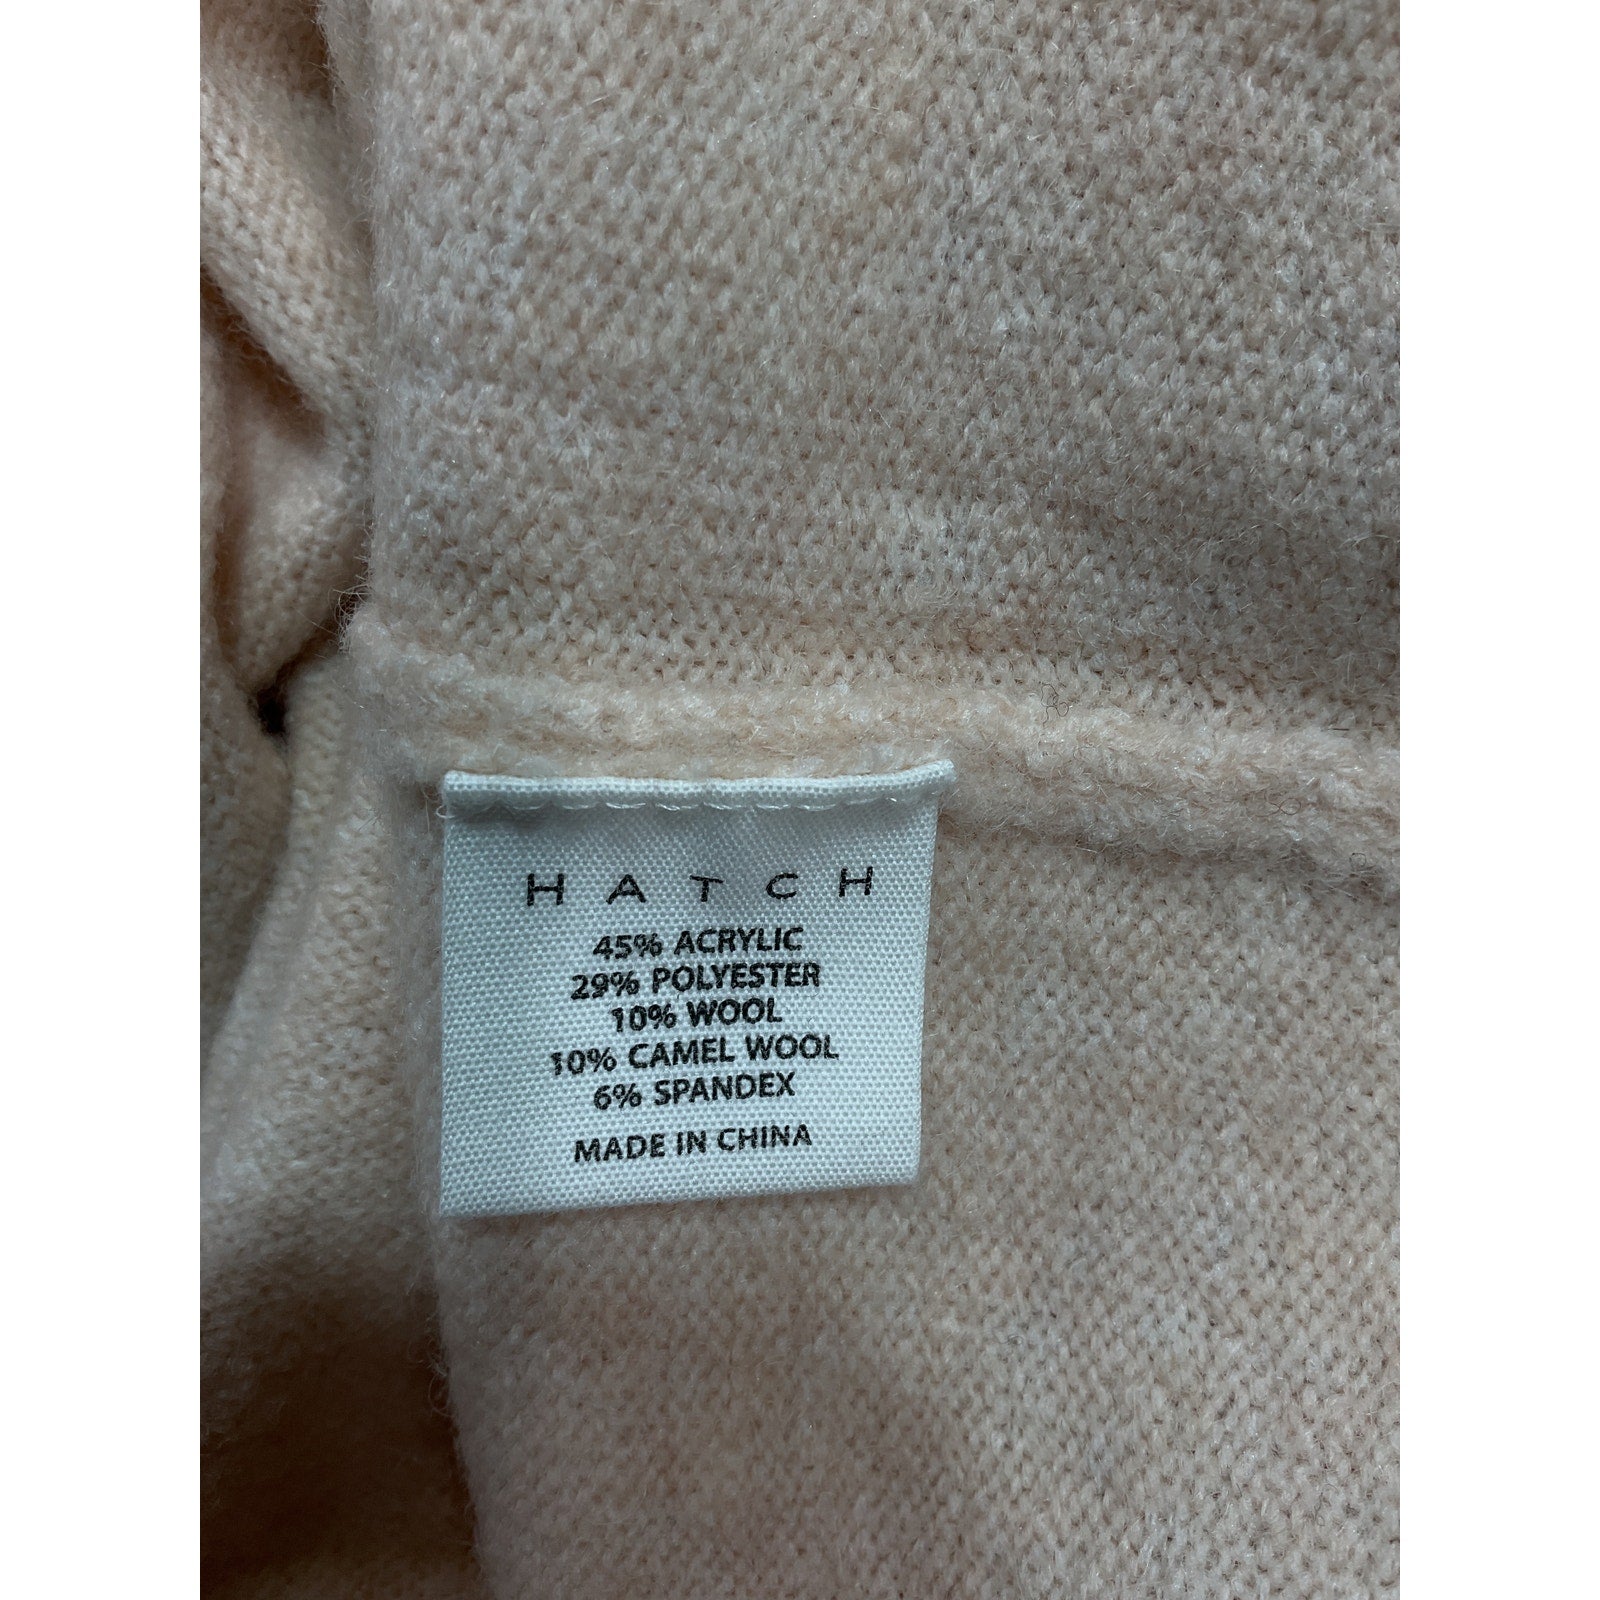 HATCH
45% ACRYLIC
29% POLYESTER
10% WOOL
10% CAMEL WOOL
6% SPANDEX
MADE IN CHINA